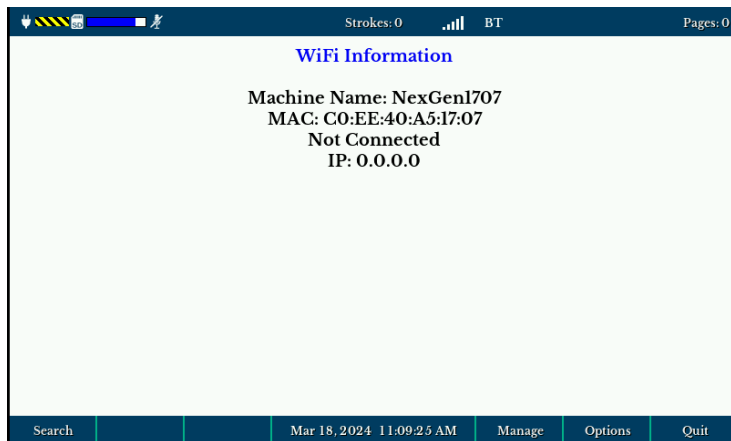 SD
Strokes: 0
BT
Pages: 0
WiFi Information
Machine Name: NexGen1707
MAC: C0:EE:40:A5:17:07
Not Connected
IP: 0.0.0.0
Search
Mar 18, 2024 11:09:25 AM
Manage
Options
Quit